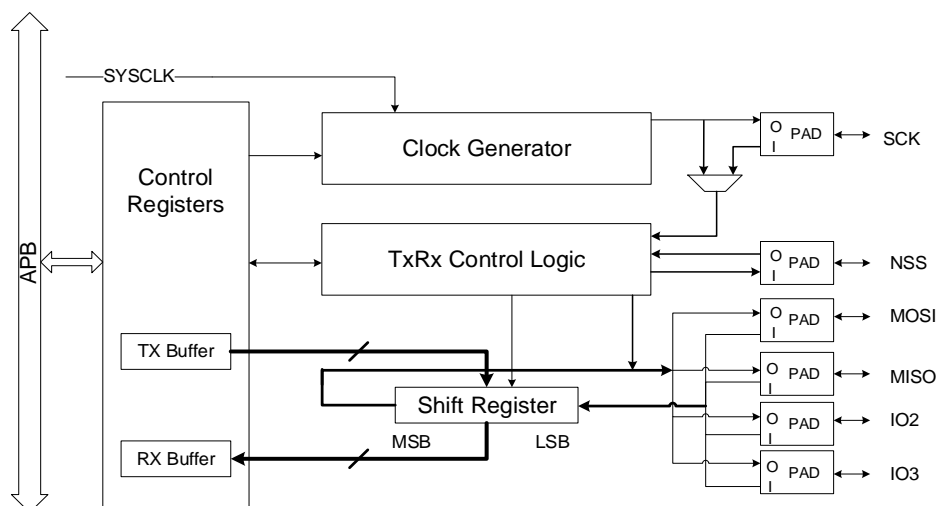 SYSCLK
APB
Control
Registers
Clock Generator
TxRx Control Logic
TX Buffer
RX Buffer
Shift Register
MSB
LSB
O
I
PAD
SCK
O
I
PAD
NSS
O
I
PAD
MOSI
O
I
PAD
MISO
O
I
PAD
IO2
O
I
PAD
IO3